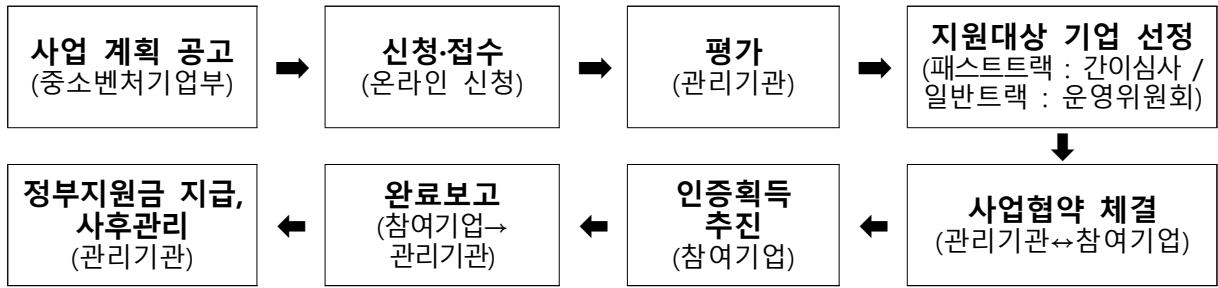 사업 계획 공고
(중소벤처기업부)
신청·접수
(온라인 신청)
평가
(관리기관)
지원대상 기업 선정
(패스트트랙 : 간이심사 /
일반트랙 : 운영위원회)
사업협약 체결
(관리기관↔참여기업)
인증획득
추진
(참여기업)
완료보고
(참여기업→
관리기관)
정부지원금 지급,
사후관리
(관리기관)